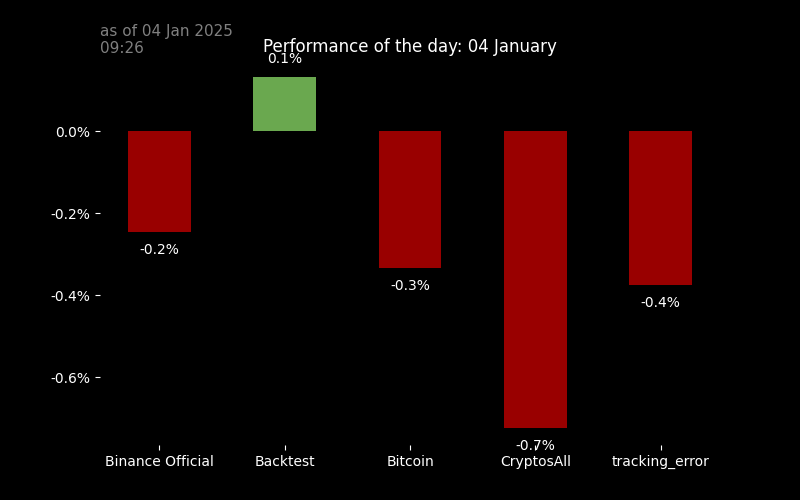 as of 04 Jan 2025
09:26
Performance of the day: 04 January
0.1%
0.0%
-0.2%
-0.4%
-0.6%
-0.2%
-0.3%
-0.7%
-0.4%
Binance Official
Backtest
Bitcoin
CryptosAll
tracking_error